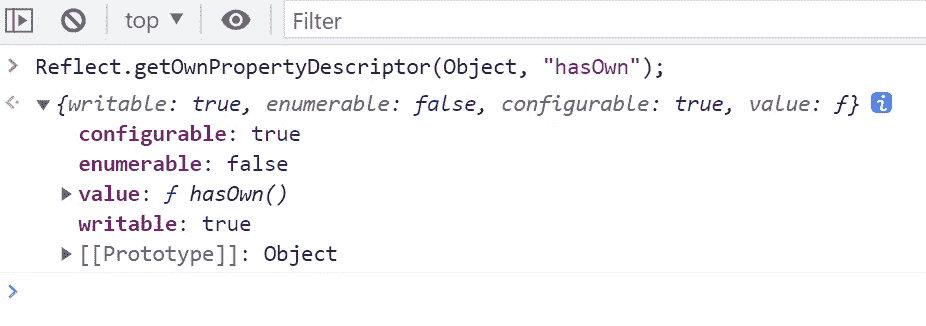 top ▼ Filter
> Reflect.getOwnPropertyDescriptor(Object, "hasOwn");
{writable: true, enumerable: false, configurable: true, value: ƒ} i
configurable: true
enumerable: false
value: ƒ hasOwn()
writable: true
[[Prototype]]: Object
>